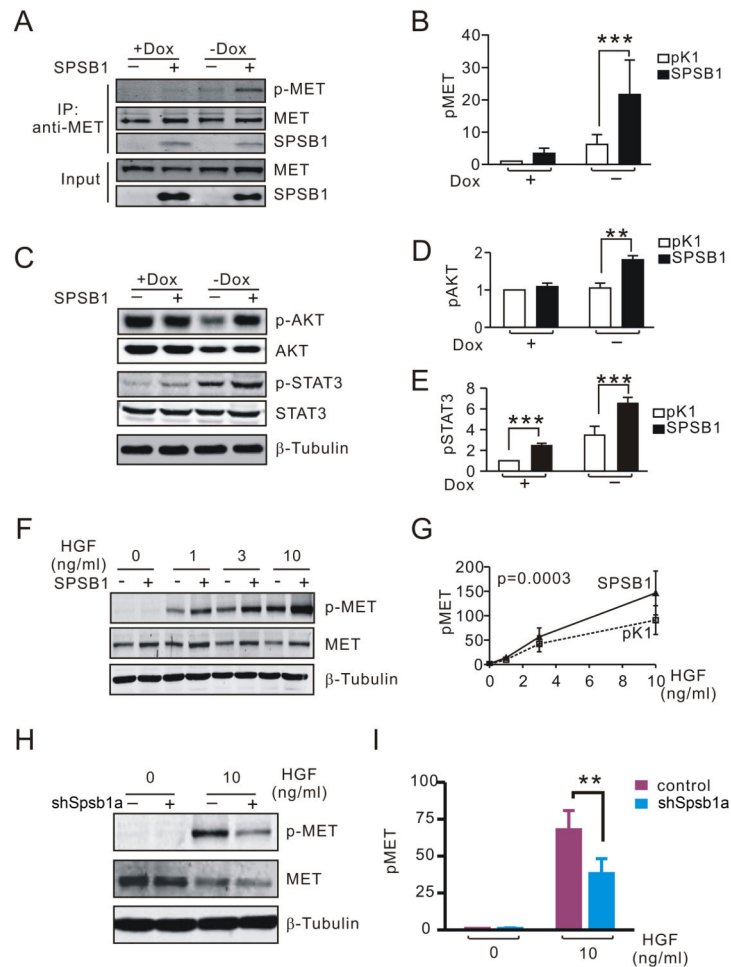 A
+Dox -Dox
SPSB1 − + − +
IP:
anti-MET
p-MET
MET
SPSB1
Input
MET
SPSB1
B
pMET
40
30
20
10
0
***
pK1
SPSB1
Dox + −
C
+Dox -Dox
SPSB1 − + − +
p-AKT
AKT
p-STAT3
STAT3
β-Tubulin
D
pAKT
2
1
0
**
pK1
SPSB1
Dox + −
E
pSTAT3
8
6
4
2
0
*** ***
pK1
SPSB1
Dox + −
F
HGF
(ng/ml)
0 1 3 10
SPSB1 - + - + - + - +
p-MET
MET
β-Tubulin
G
pMET
200
150
100
50
0
p=0.0003
SPSB1
pK1
0 2 4 6 8 10
HGF
(ng/ml)
H
0 10 HGF
(ng/ml)
shSpsb1a − + − +
p-MET
MET
β-Tubulin
I
pMET
100
75
50
25
0
**
control
shSpsb1a
0 10
HGF
(ng/ml)